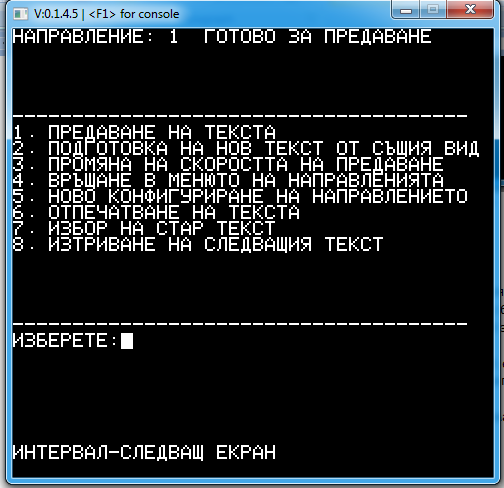 V:0.1.4.5 | <F1> for console
НАПРАВЛЕНИЕ: 1 ГОТОВО ЗА ПРЕДАВАНЕ
--------------------------------------
1. ПРЕДАВАНЕ НА ТЕКСТА
2. ПОДГОТОВКА НА НОВ ТЕКСТ ОТ СЪЩИЯ ВИД
3. ПРОМЯНА НА СКОРОСТТА НА ПРЕДАВАНЕ
4. ВРЪЩАНЕ В МЕНЮТО НА НАПРАВЛЕНИЯТА
5. НОВО КОНФИГУРИРАНЕ НА НАПРАВЛЕНИЕТО
6. ОТПЕЧАТВАНЕ НА ТЕКСТА
7. ИЗБОР НА СТАР ТЕКСТ
8. ИЗТРИВАНЕ НА СЛЕДВАЩИЯ ТЕКСТ
--------------------------------------
ИЗБЕРЕТЕ:
ИНТЕРВАЛ-СЛЕДВАЩ ЕКРАН